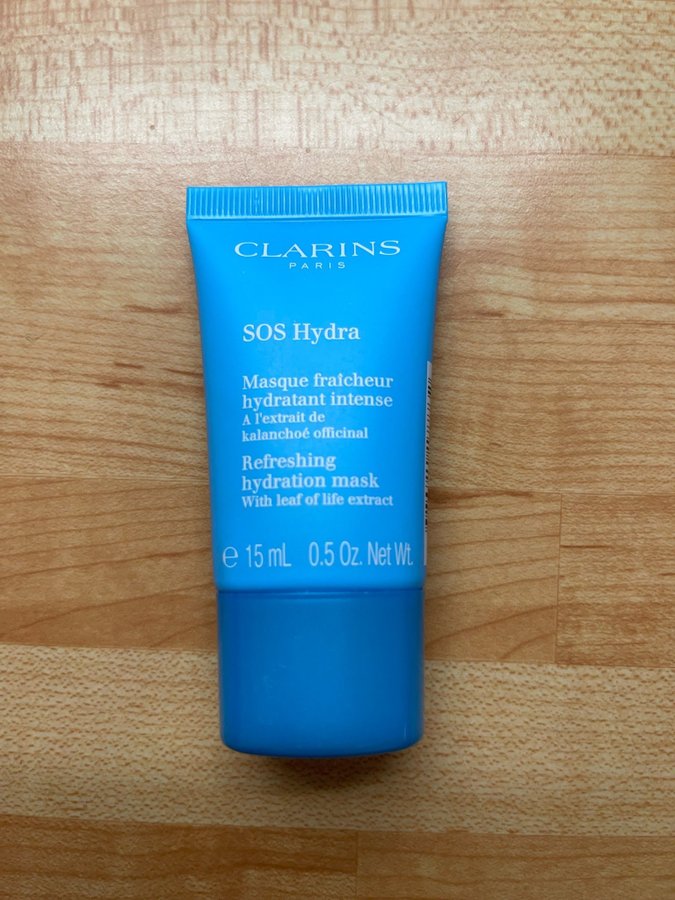 CLARINS
PARIS
SOS Hydra
Masque fraîcheur
hydratant intense
A l'extrait de
kalanchoé officinal
Refreshing
hydration mask
With leaf of life extract
℮ 15 mL 0.5 Oz. Net Wt.